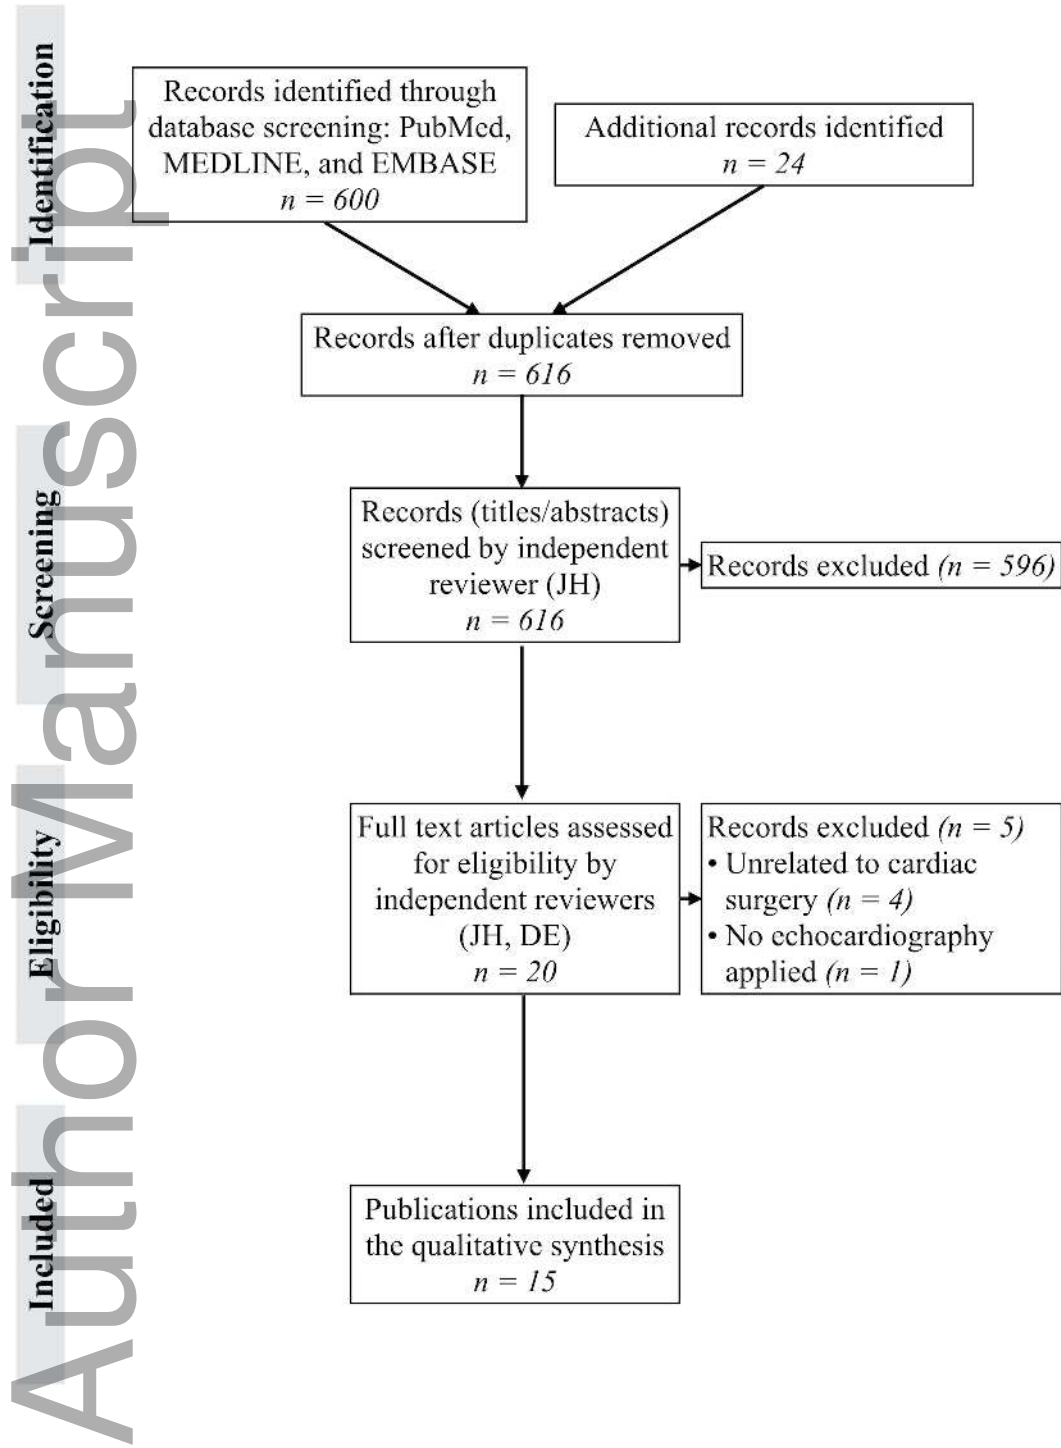 Identification
Records identified through
database screening: PubMed,
MEDLINE, and EMBASE
n = 600
Additional records identified
n = 24
Records after duplicates removed
n = 616
Screening
Records (titles/abstracts)
screened by independent
reviewer (JH)
n = 616
Records excluded (n = 596)
Eligibility
Full text articles assessed
for eligibility by
independent reviewers
(JH, DE)
n = 20
Records excluded (n = 5)
• Unrelated to cardiac
surgery (n = 4)
• No echocardiography
applied (n = 1)
Included
Publications included in
the qualitative synthesis
n = 15
Author Manuscript